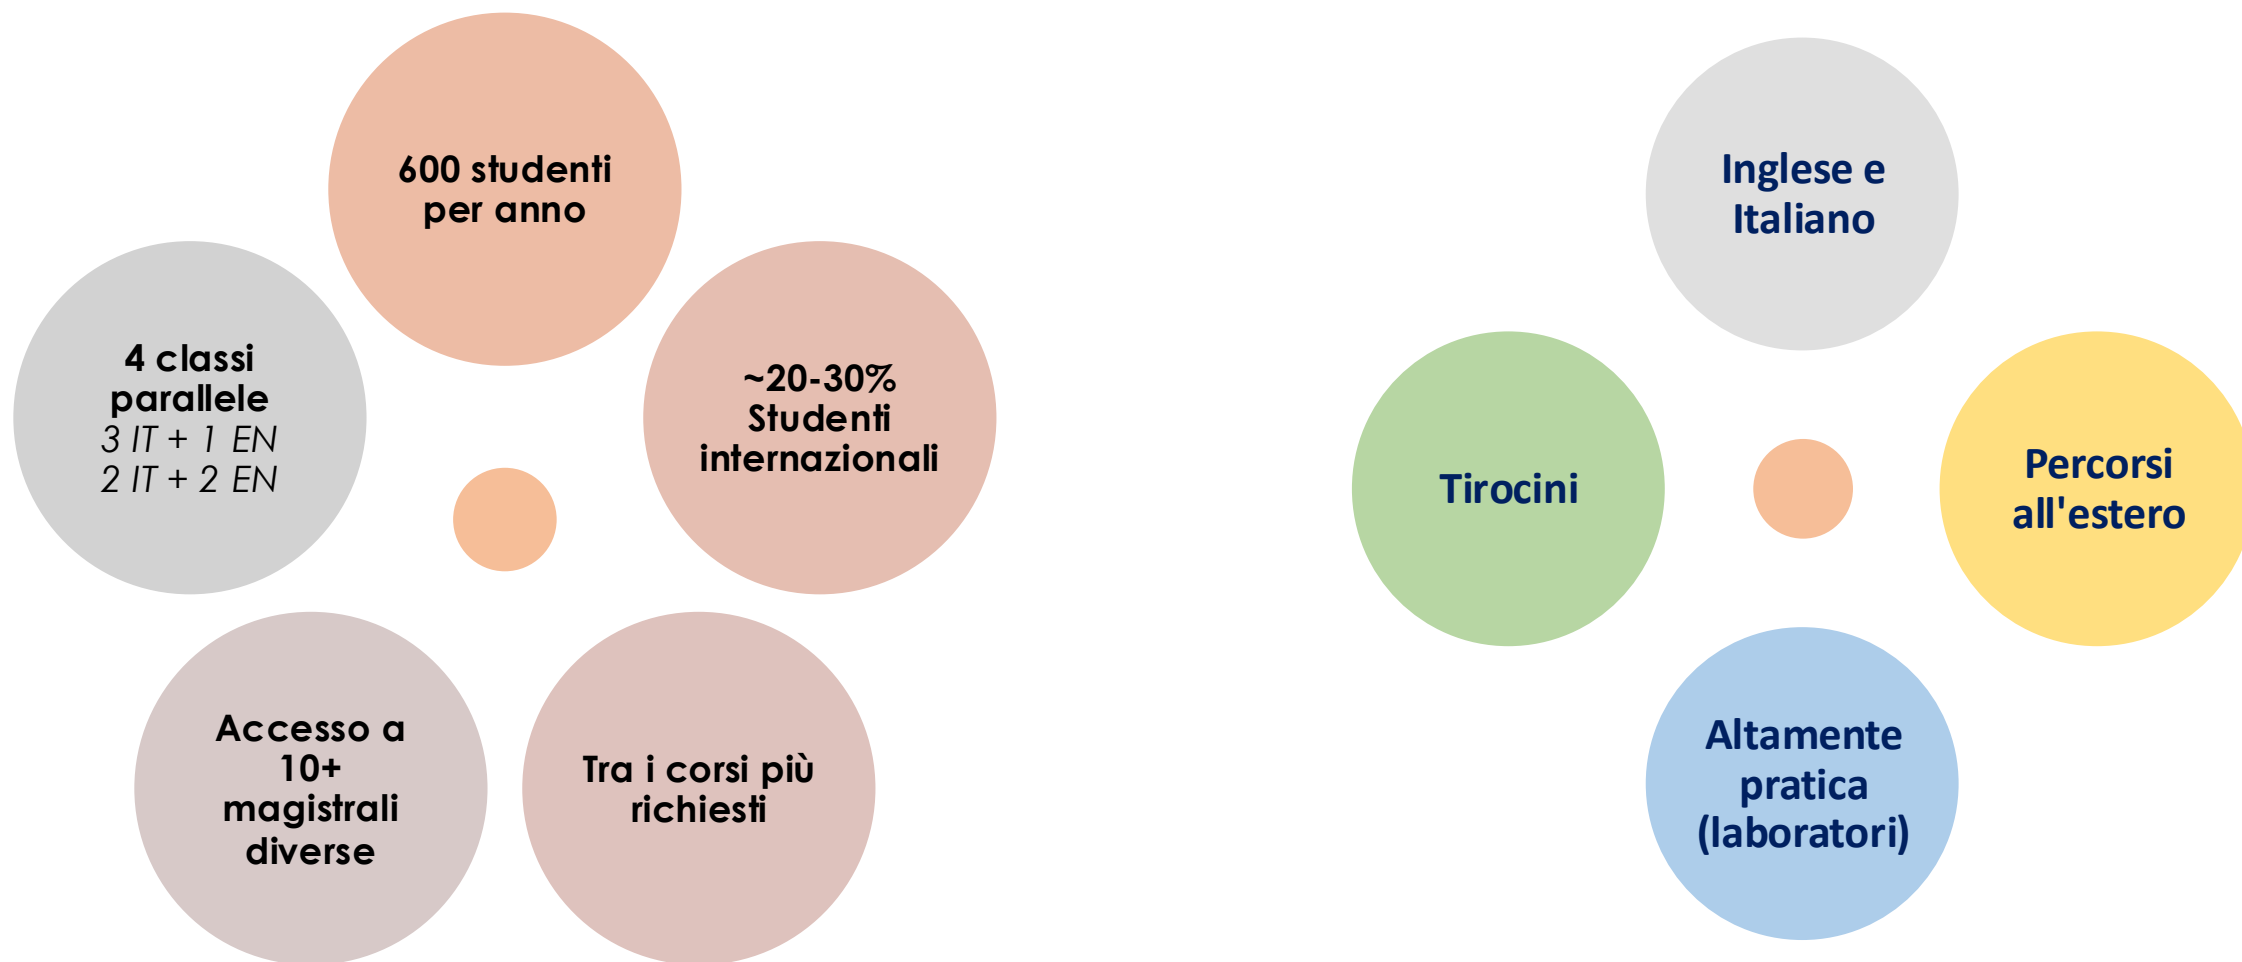 600 studenti
per anno
~20-30%
Studenti
internazionali
Tra i corsi più
richiesti
Accesso a
10+
magistrali
diverse
4 classi
parallele
3 IT + 1 EN
2 IT + 2 EN
Inglese e
Italiano
Percorsi
all'estero
Altamente
pratica
(laboratori)
Tirocini